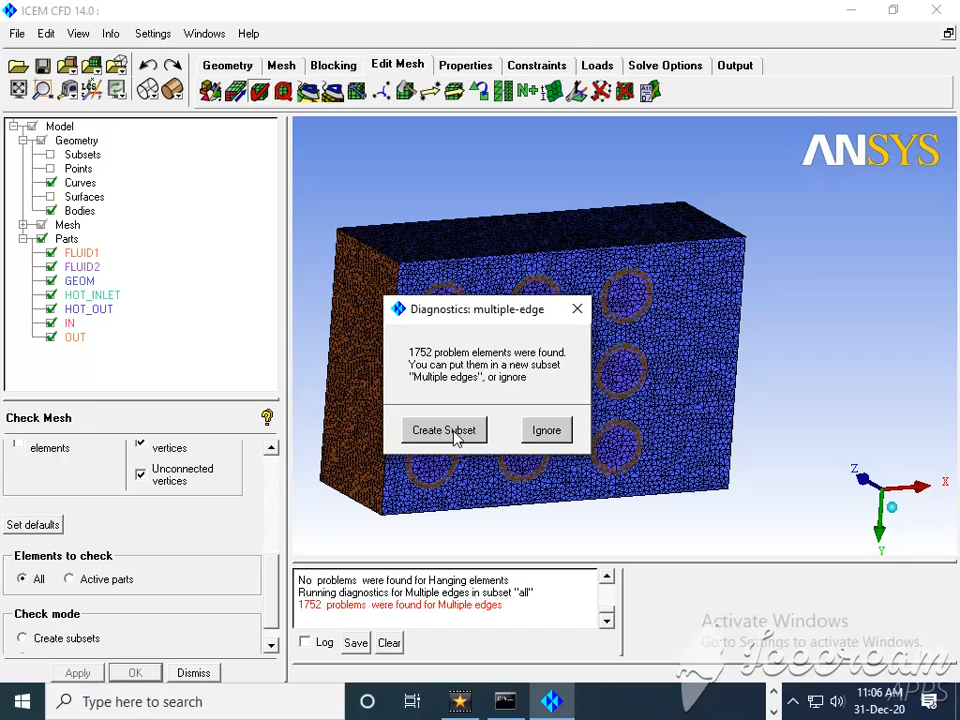 ICEM CFD 14.0 :
File Edit View Info Settings Windows Help
Geometry Mesh Blocking Edit Mesh Properties Constraints Loads Solve Options Output
Model
Geometry
Subsets
Points
Curves
Surfaces
Bodies
Mesh
Parts
FLUID1
FLUID2
GEOM
HOT_INLET
HOT_OUT
IN
OUT
ANSYS
Diagnostics: multiple-edge
1752 problem elements were found.
You can put them in a new subset
"Multiple edges", or ignore
Create Subset Ignore
Z
X
Y
Check Mesh
elements
vertices
Unconnected
vertices
Set defaults
Elements to check
All Active parts
Check mode
Create subsets
Apply OK Dismiss
No problems were found for Hanging elements
Running diagnostics for Multiple edges in subset "all"
1752 problems were found for Multiple edges
Log Save Clear
Activate Windows
Go to Settings to activate Windows.
Icecream
APPS
Type here to search
11:06 AM
31-Dec-20